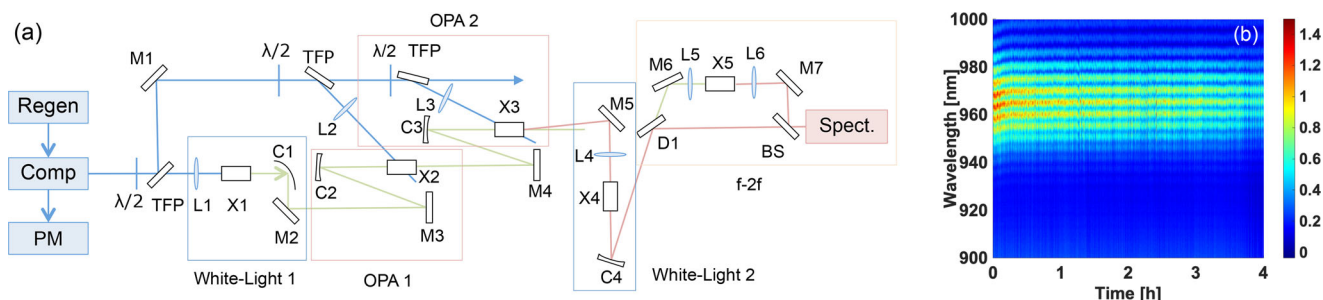 (a)
OPA 2
λ/2
TFP
λ/2
TFP
M1
Regen
Comp
PM
λ/2
TFP
L1
X1
C1
M2
White-Light 1
L2
L3
C3
X3
C2
X2
M3
M4
OPA 1
M5
L4
X4
C4
White-Light 2
M6
L5
X5
L6
M7
D1
BS
Spect.
f-2f
(b)
Wavelength [nm]
1000
980
960
940
920
900
0
1
2
3
4
Time [h]
1.4
1.2
1
0.8
0.6
0.4
0.2
0